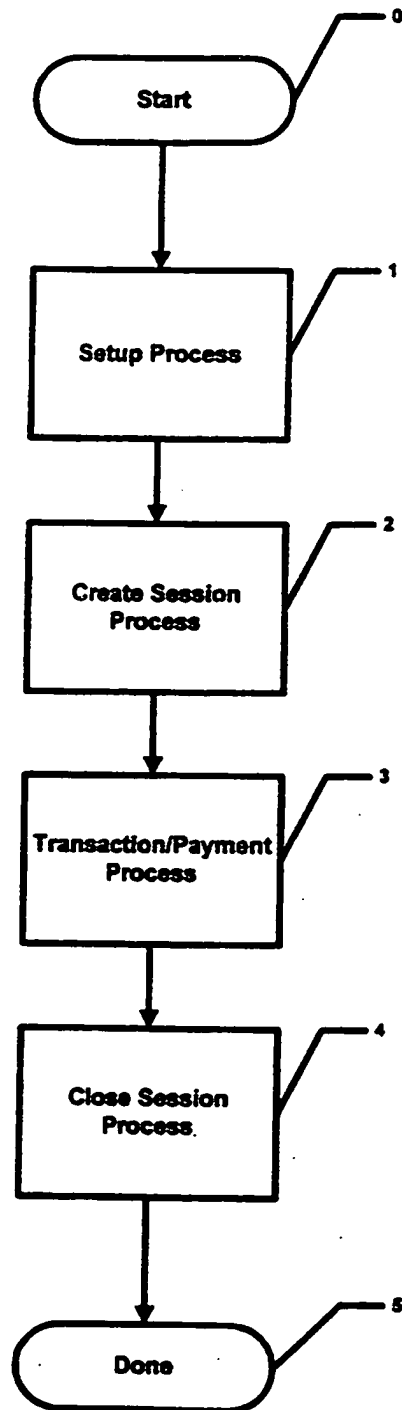 0
Start
1
Setup Process
2
Create Session
Process
3
Transaction/Payment
Process
4
Close Session
Process
5
Done